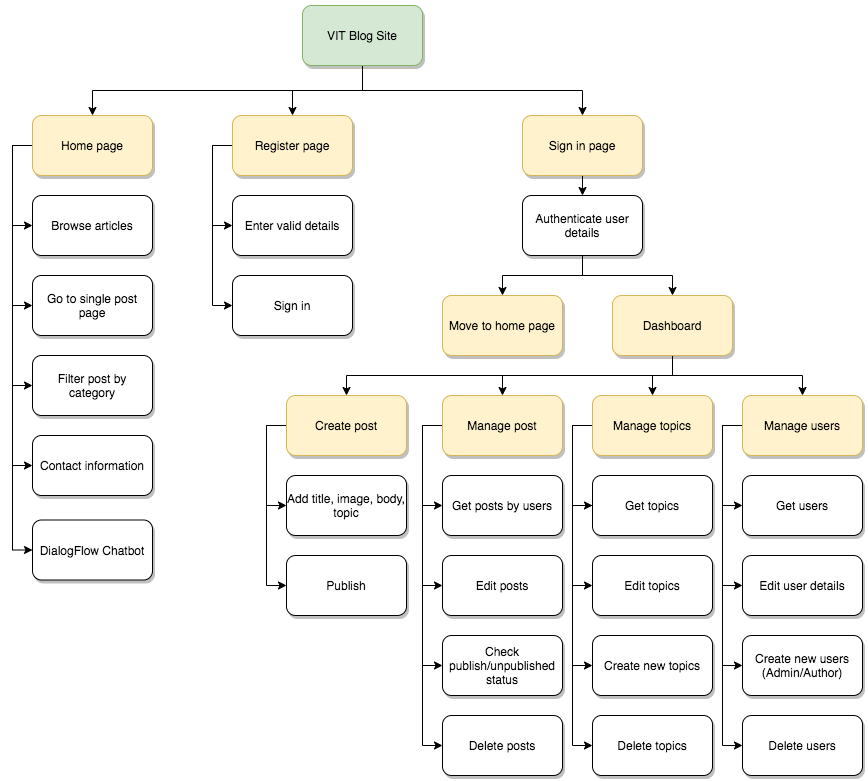 VIT Blog Site
Home page
Register page
Sign in page
Browse articles
Enter valid details
Authenticate user
details
Go to single post
page
Sign in
Move to home page
Dashboard
Filter post by
category
Create post
Manage post
Manage topics
Manage users
Contact information
Add title, image, body,
topic
Get posts by users
Get topics
Get users
DialogFlow Chatbot
Publish
Edit posts
Edit topics
Edit user details
Check
publish/unpublished
status
Create new topics
Create new users
(Admin/Author)
Delete posts
Delete topics
Delete users